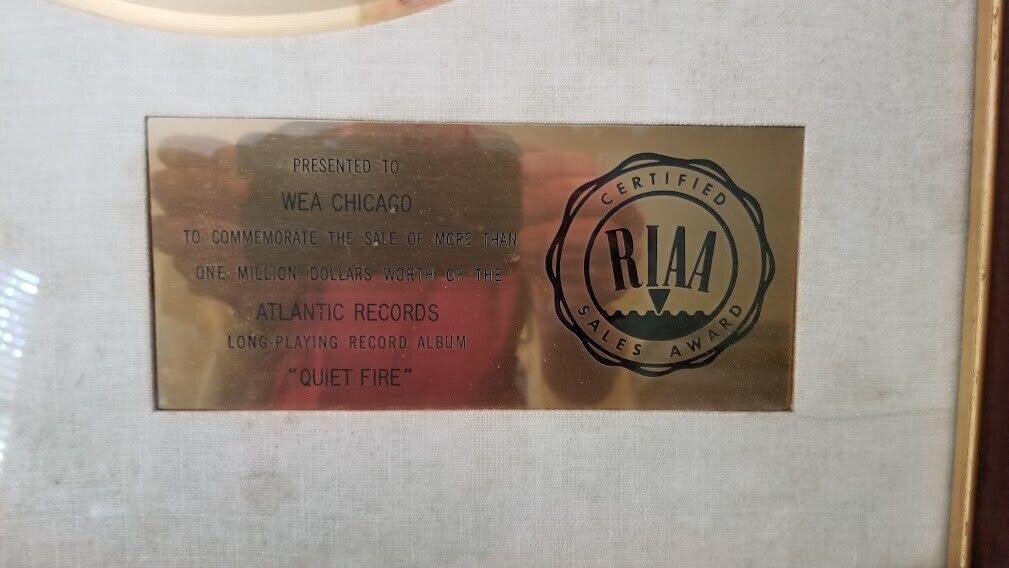 PRESENTED TO
WEA CHICAGO
TO COMMEMORATE THE SALE OF MORE THAN
ONE MILLION DOLLARS WORTH OF THE
ATLANTIC RECORDS
LONG-PLAYING RECORD ALBUM
"QUIET FIRE"
CERTIFIED
RIAA
SALES AWARD